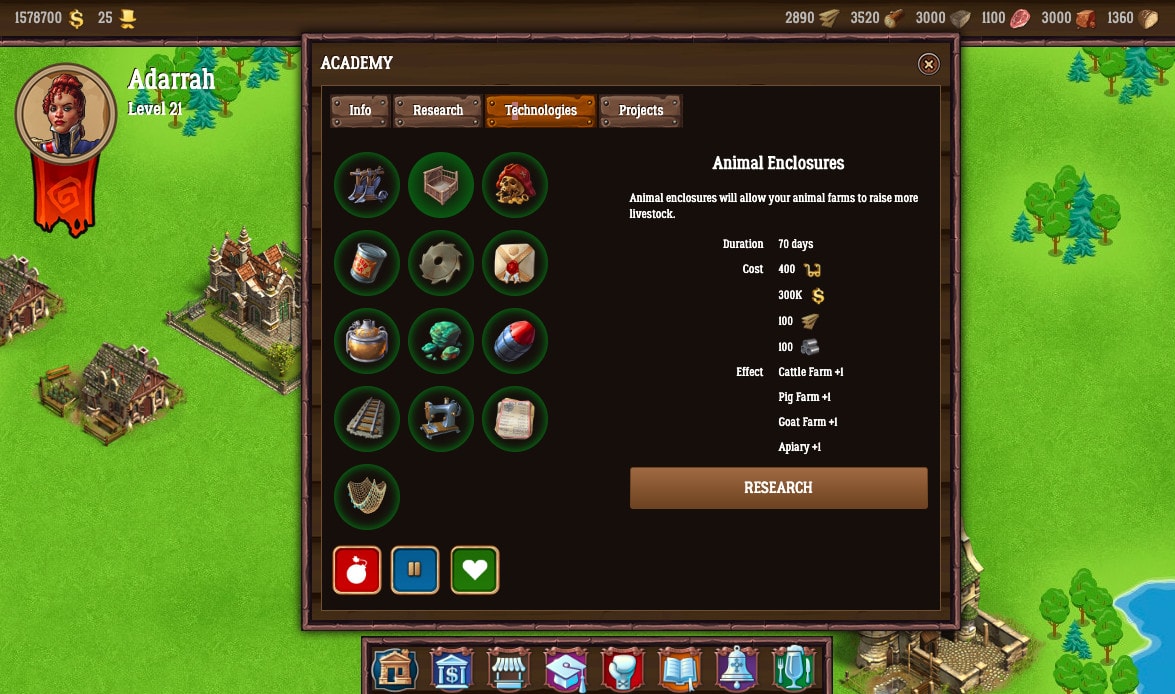 1578700 25 2890 3520 3000 1100 3000 1360
Adarrah
Level 21
ACADEMY
Info Research Technologies Projects
Animal Enclosures
Animal enclosures will allow your animal farms to raise more
livestock.
Duration 70 days
Cost 400
300K
100
100
Effect Cattle Farm +1
Pig Farm +1
Goat Farm +1
Apiary +1
RESEARCH